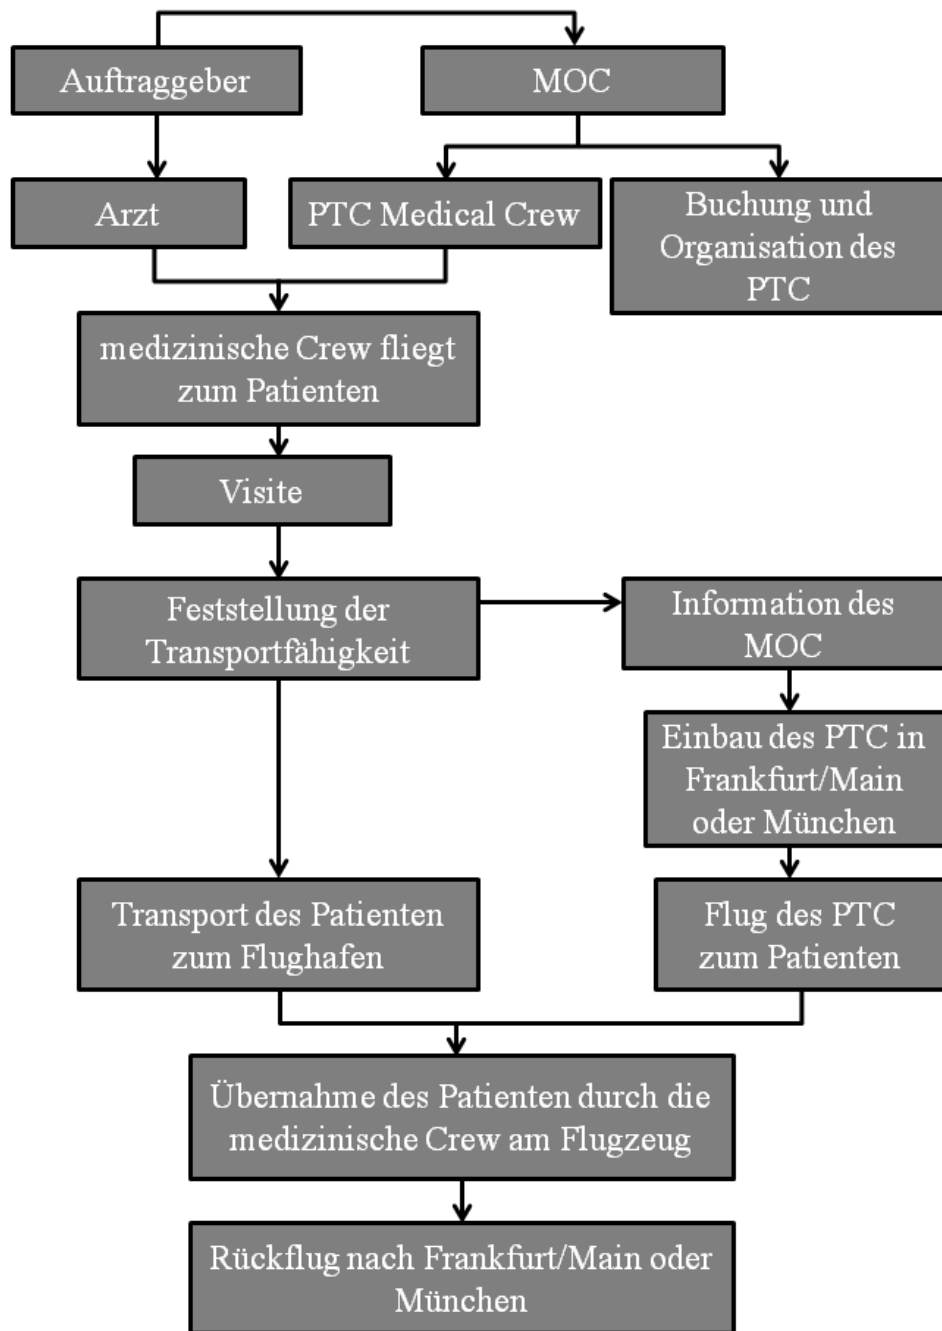 Auftraggeber
MOC
Arzt
PTC Medical Crew
Buchung und
Organisation des
PTC
medizinische Crew fliegt
zum Patienten
Visite
Feststellung der
Transportfähigkeit
Information des
MOC
Einbau des PTC in
Frankfurt/Main
oder München
Transport des Patienten
zum Flughafen
Flug des PTC
zum Patienten
Übernahme des Patienten durch die
medizinische Crew am Flugzeug
Rückflug nach Frankfurt/Main oder
München